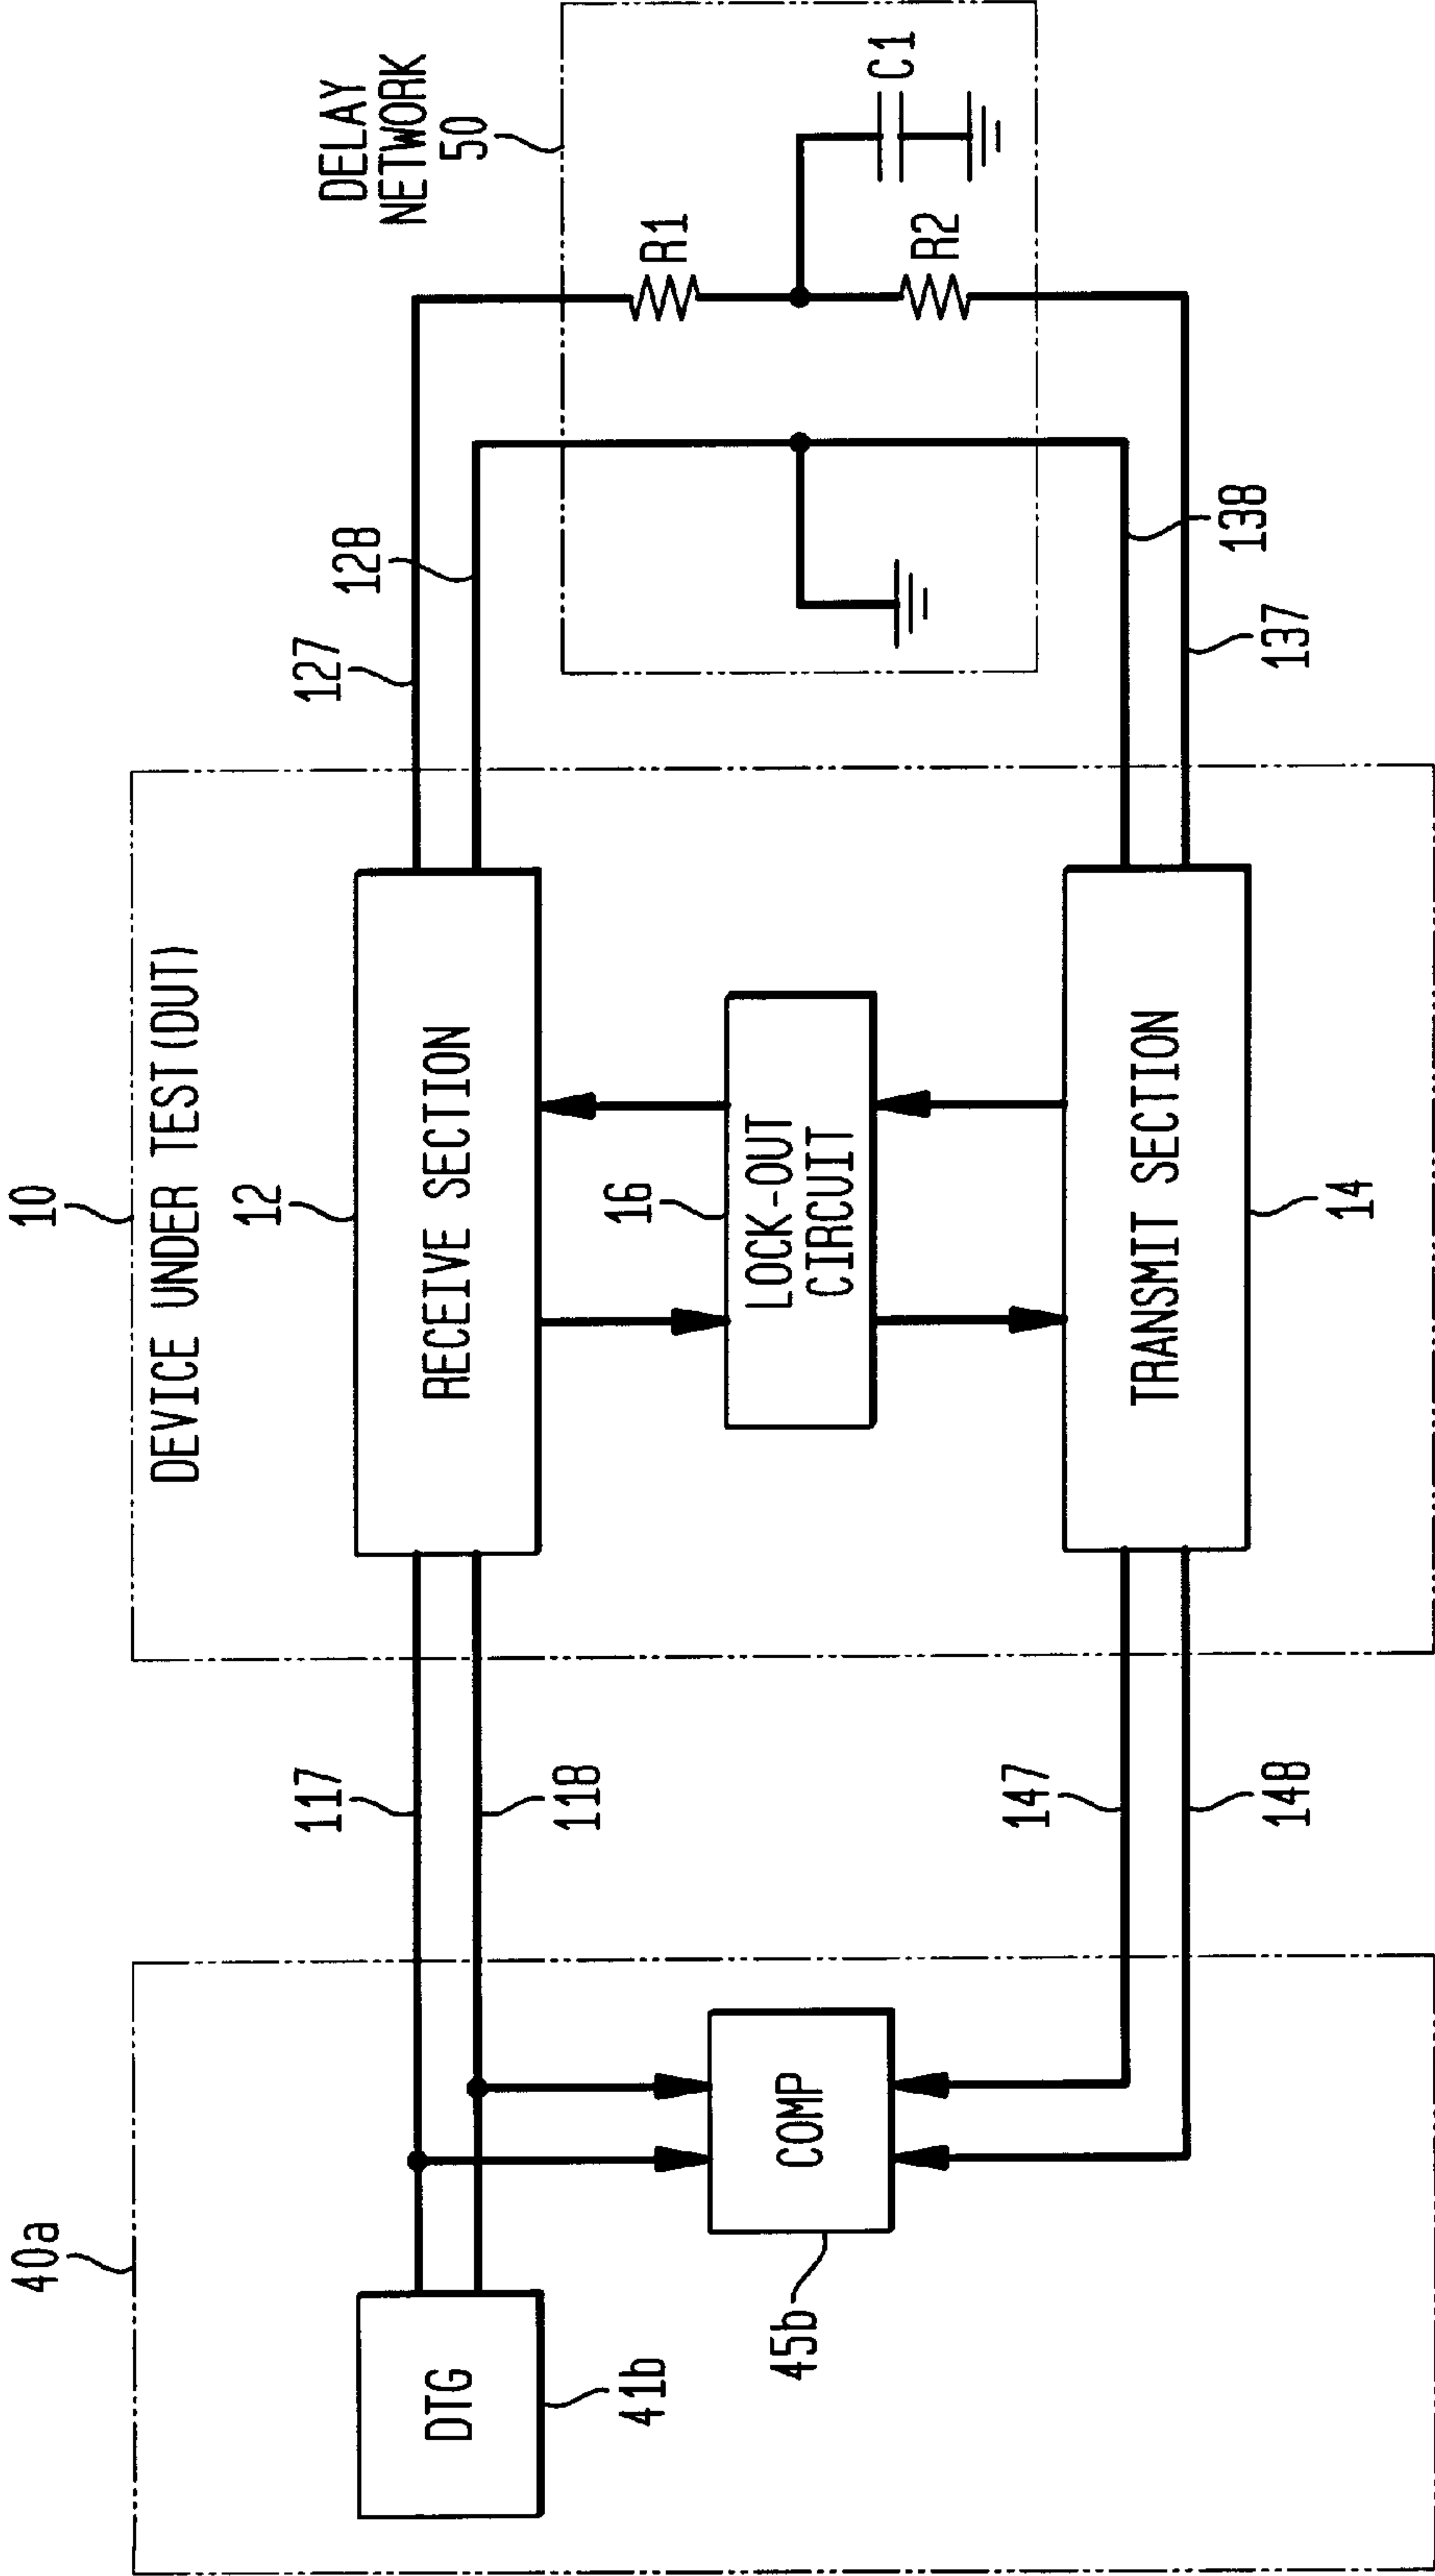 40a
DTG
41b
COMP
45b
117
118
147
148
10
DEVICE UNDER TEST (DUT)
12
RECEIVE SECTION
16
LOCK-OUT
CIRCUIT
TRANSMIT SECTION
14
127
128
138
137
DELAY
NETWORK
50
R1
R2
C1